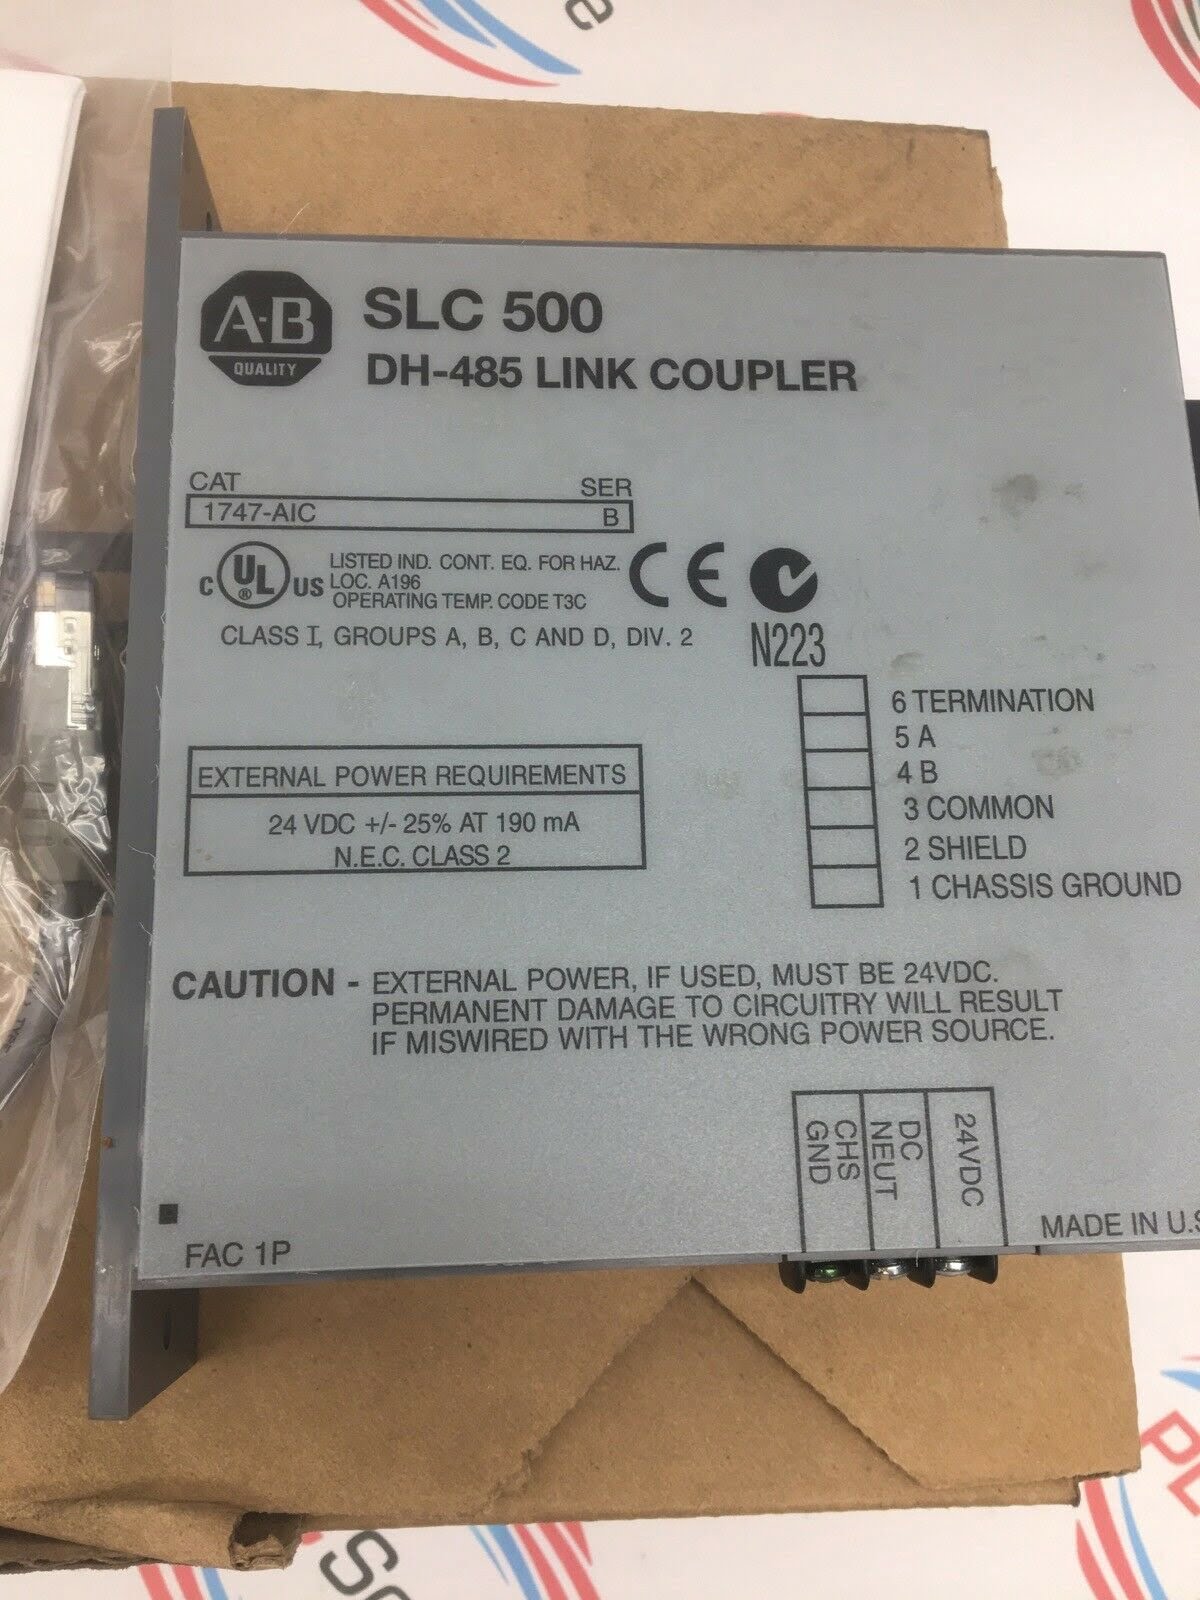 A-B
QUALITY
SLC 500
DH-485 LINK COUPLER
CAT SER
1747-AIC B
C UL ® US
LISTED IND. CONT. EQ. FOR HAZ.
LOC. A196
OPERATING TEMP. CODE T3C
CE
CLASS I, GROUPS A, B, C AND D, DIV. 2
N223
6 TERMINATION
5 A
4 B
3 COMMON
2 SHIELD
1 CHASSIS GROUND
EXTERNAL POWER REQUIREMENTS
24 VDC +/- 25% AT 190 mA
N.E.C. CLASS 2
CAUTION - EXTERNAL POWER, IF USED, MUST BE 24VDC.
PERMANENT DAMAGE TO CIRCUITRY WILL RESULT
IF MISWIRED WITH THE WRONG POWER SOURCE.
CHS
GND
DC
NEUT
24VDC
FAC 1P
MADE IN U.S